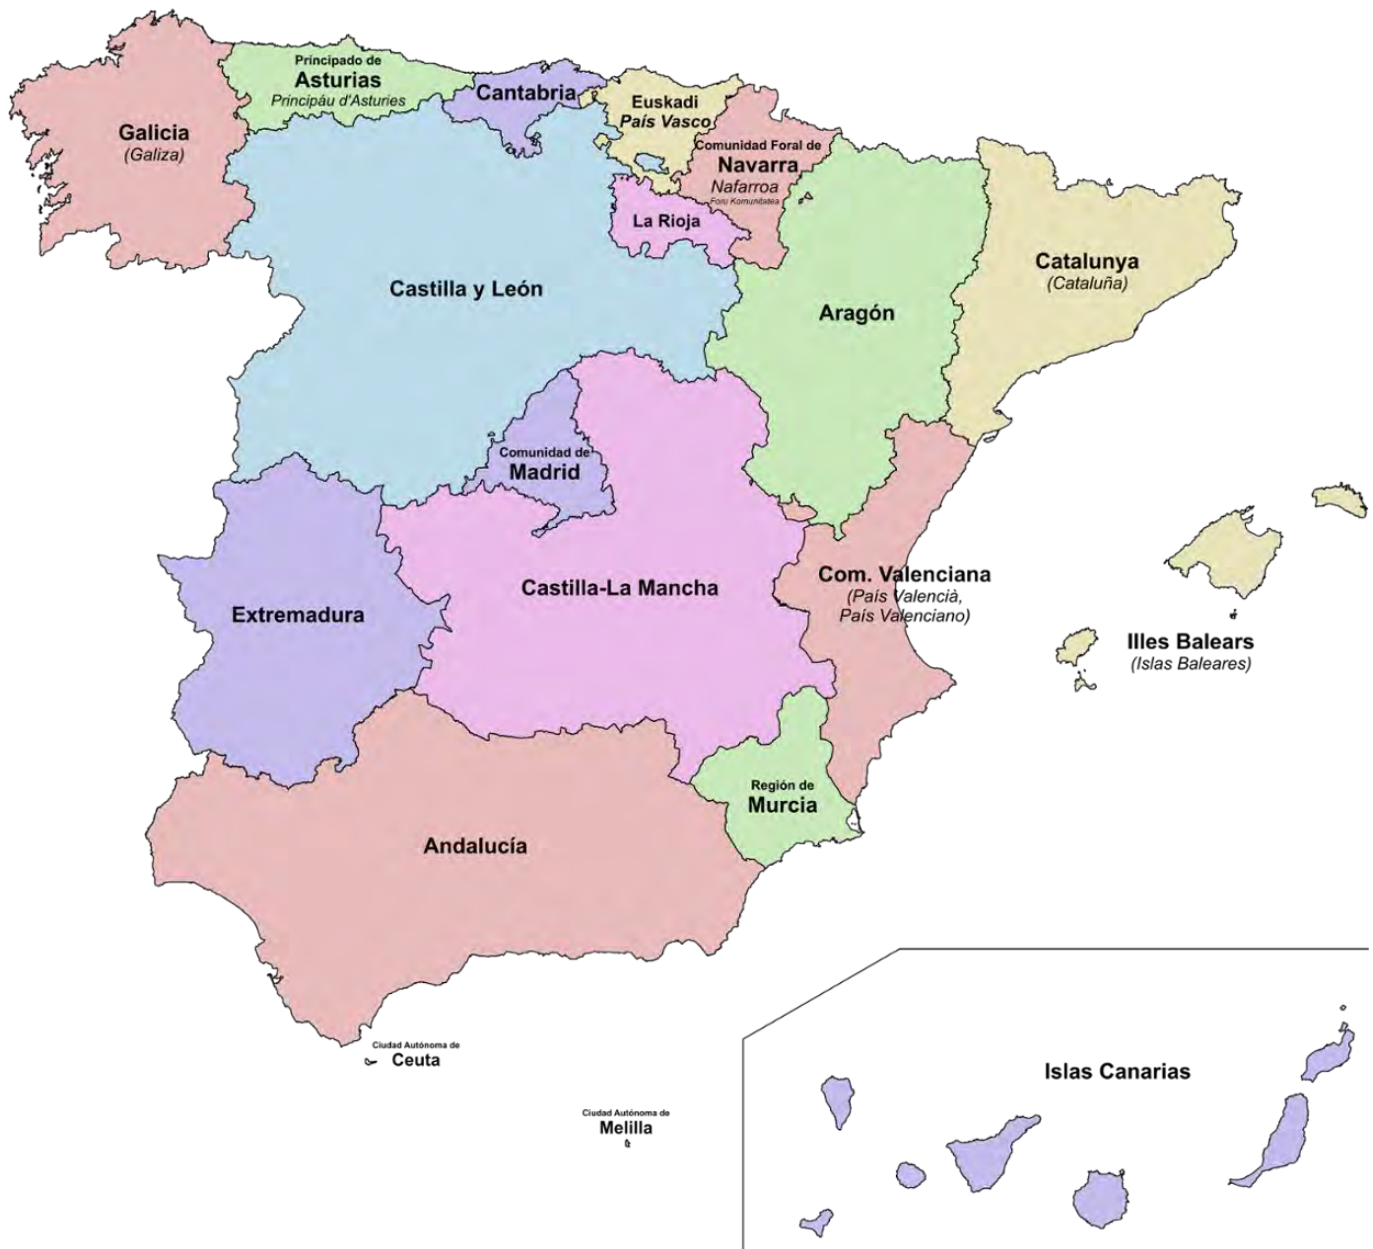 Principado de
Asturias
Principáu d'Asturies
Cantabria
Euskadi
País Vasco
Galicia
(Galiza)
Comunidad Foral de
Navarra
Nafarroa
Foru Komunitatea
La Rioja
Castilla y León
Aragón
Catalunya
(Cataluña)
Comunidad de
Madrid
Extremadura
Castilla-La Mancha
Com. Valenciana
(País Valencià,
País Valenciano)
Illes Balears
(Islas Baleares)
Región de
Murcia
Andalucía
Ciudad Autónoma de
Ceuta
Ciudad Autónoma de
Melilla
Islas Canarias